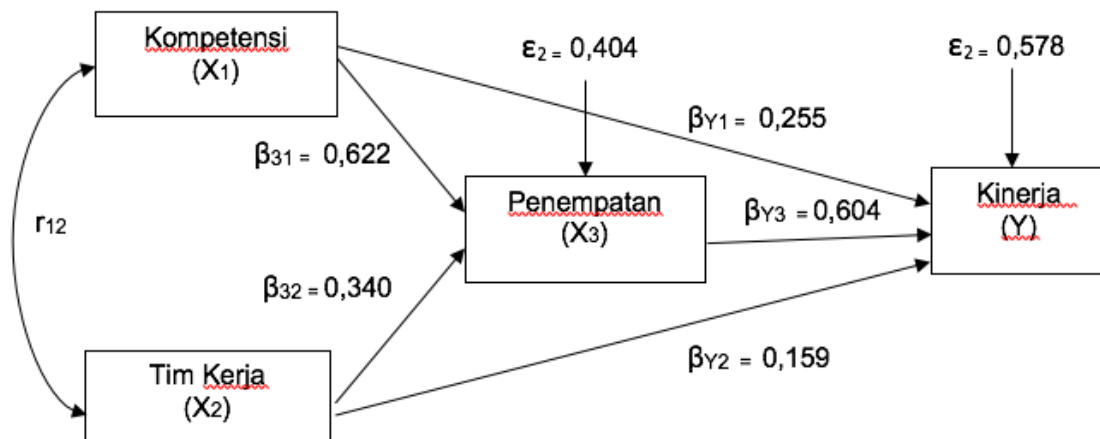 Kompetensi
(X1)
ε2 = 0,404
ε2 = 0,578
βY1 = 0,255
β31 = 0,622
Penempatan
(X3)
βY3 = 0,604
Kinerja
(Y)
r12
β32 = 0,340
βY2 = 0,159
Tim Kerja
(X2)